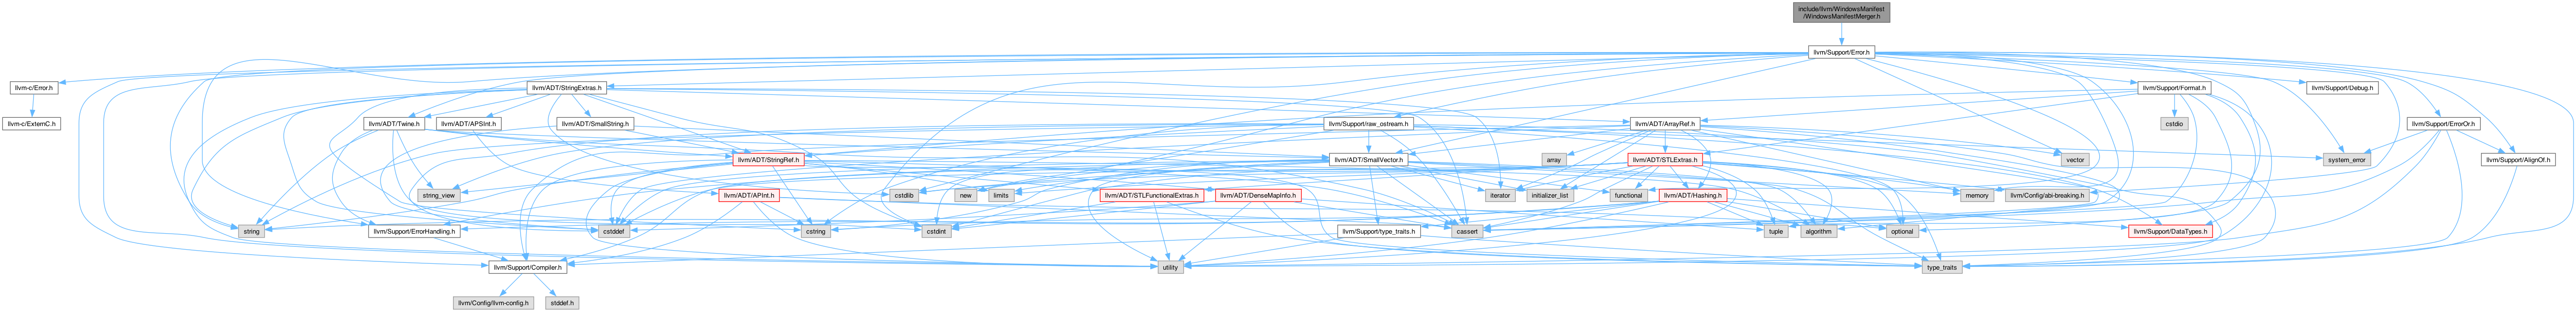 include/llvm/WindowsManifest
/WindowsManifestMerger.h
llvm/Support/Error.h
llvm-c/Error.h
llvm/ADT/StringExtras.h
llvm/Support/Format.h
llvm/Support/Debug.h
llvm-c/ExternC.h
llvm/ADT/Twine.h
llvm/ADT/APSInt.h
llvm/ADT/SmallString.h
llvm/Support/raw_ostream.h
llvm/ADT/ArrayRef.h
cstdio
llvm/Support/ErrorOr.h
llvm/ADT/StringRef.h
llvm/ADT/SmallVector.h
array
llvm/ADT/STLExtras.h
vector
system_error
llvm/Support/AlignOf.h
string_view
llvm/ADT/APInt.h
cstdlib
new
limits
llvm/ADT/STLFunctionalExtras.h
llvm/ADT/DenseMapInfo.h
iterator
initializer_list
functional
llvm/ADT/Hashing.h
memory
llvm/Config/abi-breaking.h
string
llvm/Support/ErrorHandling.h
cstddef
cstring
cstdint
llvm/Support/type_traits.h
cassert
tuple
algorithm
optional
llvm/Support/DataTypes.h
llvm/Support/Compiler.h
utility
type_traits
llvm/Config/llvm-config.h
stddef.h